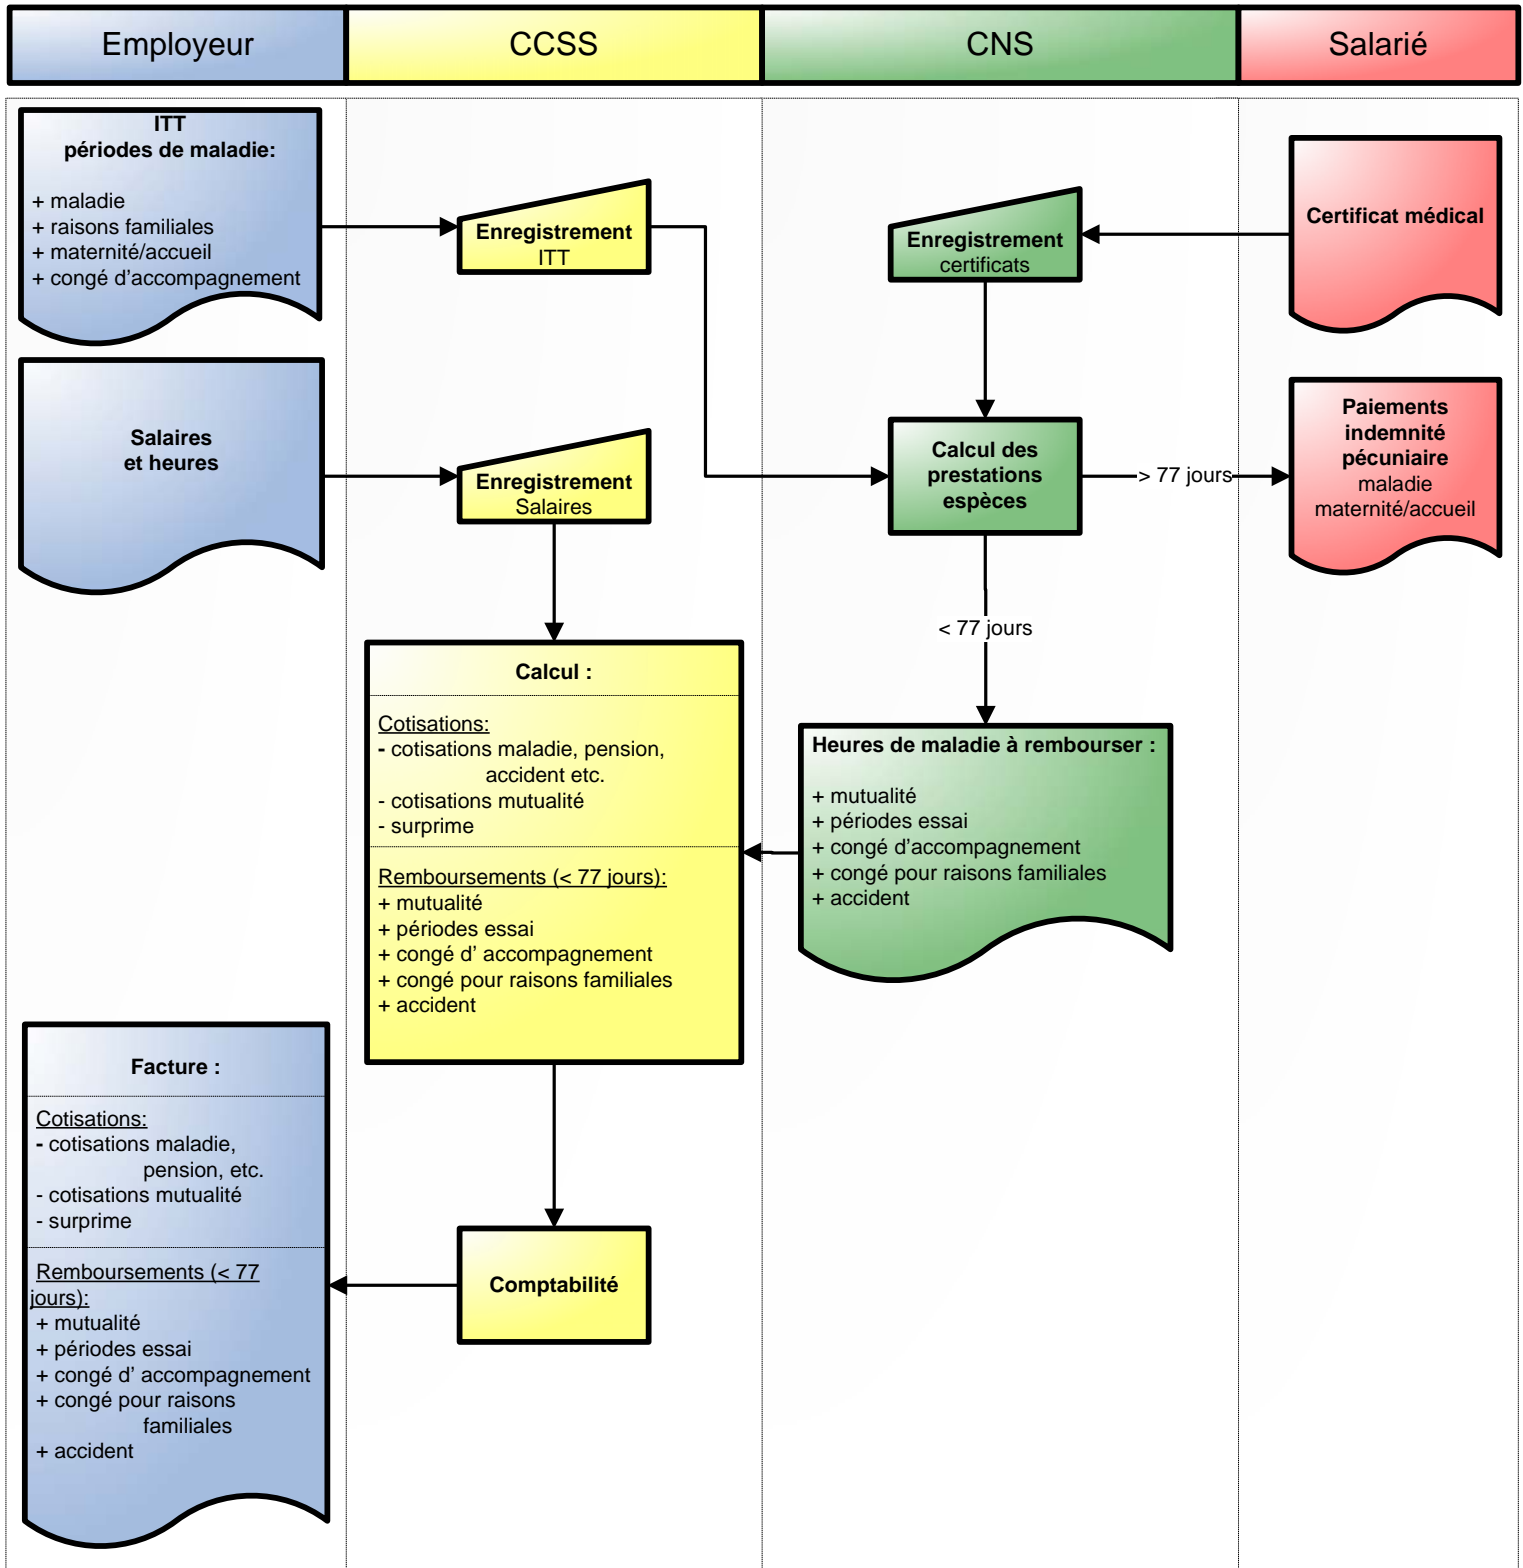 Employeur
CCSS
CNS
Salarié
ITT
périodes de maladie:
+ maladie
+ raisons familiales
+ maternité/accueil
+ congé d'accompagnement
Enregistrement
ITT
Enregistrement
certificats
Certificat médical
Salaires
et heures
Enregistrement
Salaires
Calcul des
prestations
espèces
> 77 jours
Paiements
indemnité
pécuniaire
maladie
maternité/accueil
< 77 jours
Calcul :
Cotisations:
- cotisations maladie, pension,
accident etc.
- cotisations mutualité
- surprime
Remboursements (< 77 jours):
+ mutualité
+ périodes essai
+ congé d' accompagnement
+ congé pour raisons familiales
+ accident
Heures de maladie à rembourser :
+ mutualité
+ périodes essai
+ congé d'accompagnement
+ congé pour raisons familiales
+ accident
Facture :
Cotisations:
- cotisations maladie,
pension, etc.
- cotisations mutualité
- surprime
Remboursements (< 77
jours):
+ mutualité
+ périodes essai
+ congé d' accompagnement
+ congé pour raisons
familiales
+ accident
Comptabilité